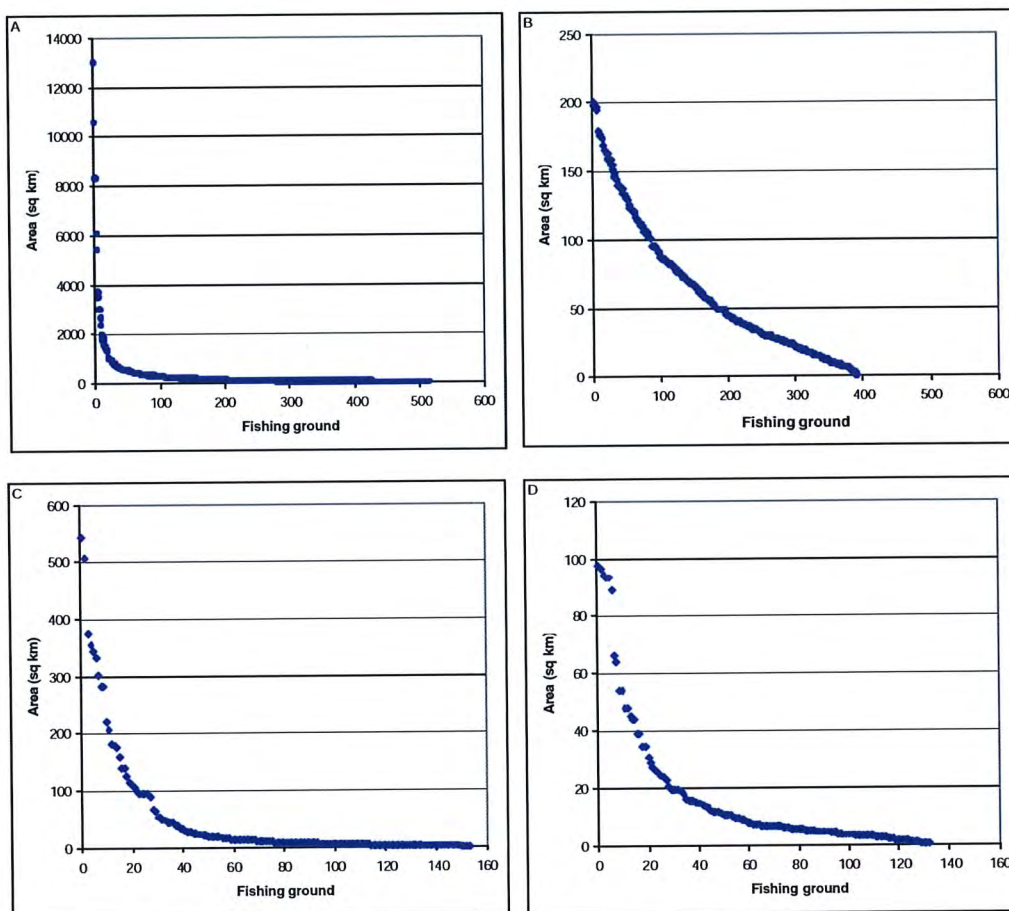 A
14000
12000
10000
8000
6000
4000
2000
0
Area (sq km)
0 100 200 300 400 500 600
Fishing ground
B
250
200
150
100
50
0
Area (sq km)
0 100 200 300 400 500 600
Fishing ground
C
600
500
400
300
200
100
0
Area (sq km)
0 20 40 60 80 100 120 140 160
Fishing ground
D
120
100
80
60
40
20
0
Area (sq km)
0 20 40 60 80 100 120 140 160
Fishing ground